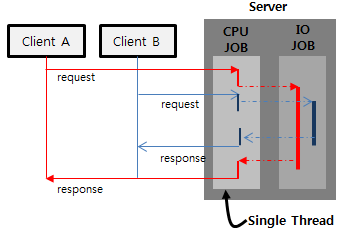 Server
Client A
Client B
CPU
JOB
IO
JOB
request
request
response
response
Single Thread